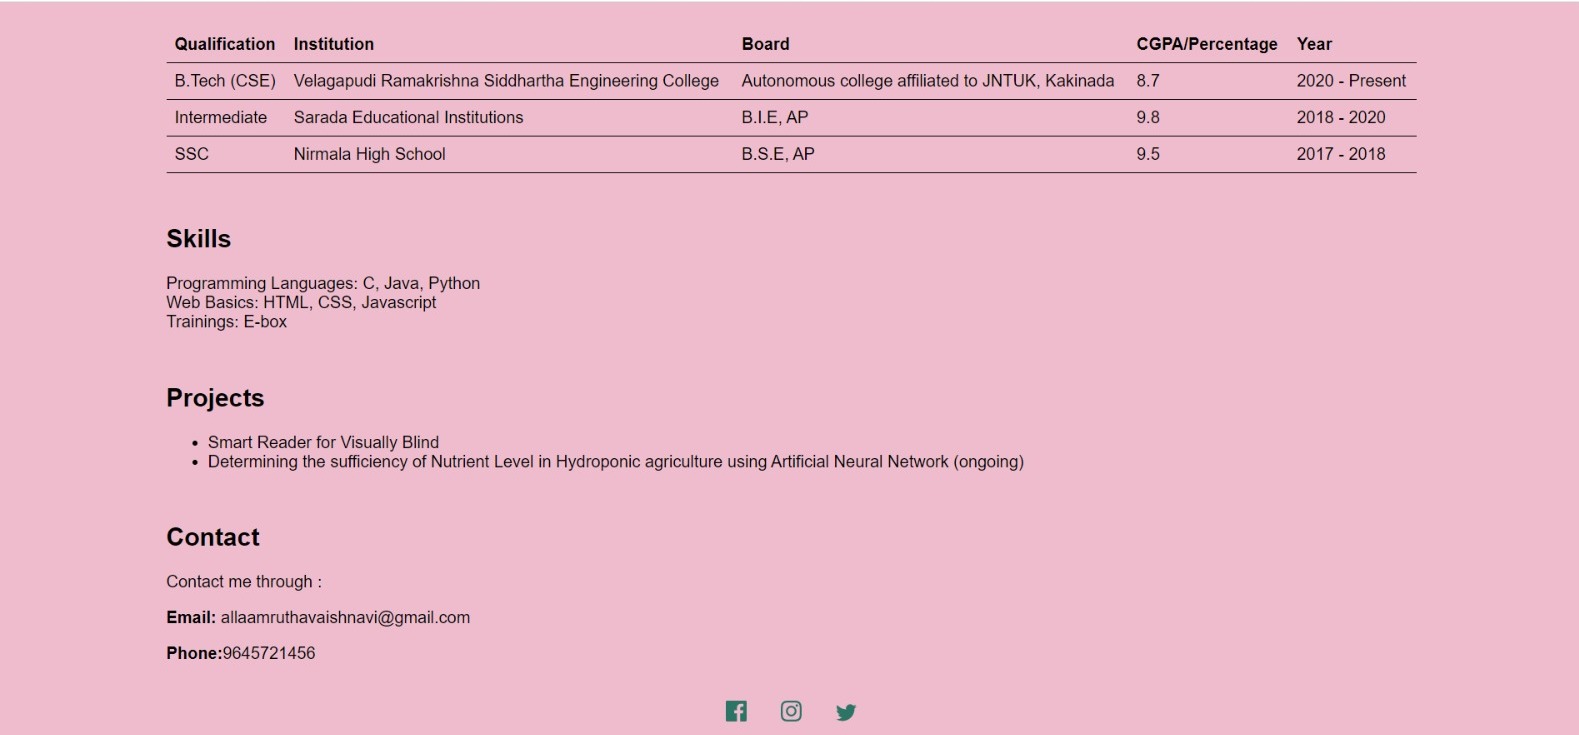 Qualification Institution Board CGPA/Percentage Year
B.Tech (CSE) Velagapudi Ramakrishna Siddhartha Engineering College Autonomous college affiliated to JNTUK, Kakinada 8.7 2020 - Present
Intermediate Sarada Educational Institutions B.I.E, AP 9.8 2018 - 2020
SSC Nirmala High School B.S.E, AP 9.5 2017 - 2018
Skills
Programming Languages: C, Java, Python
Web Basics: HTML, CSS, Javascript
Trainings: E-box
Projects
• Smart Reader for Visually Blind
• Determining the sufficiency of Nutrient Level in Hydroponic agriculture using Artificial Neural Network (ongoing)
Contact
Contact me through :
Email: allaamruthavaishnavi@gmail.com
Phone:9645721456